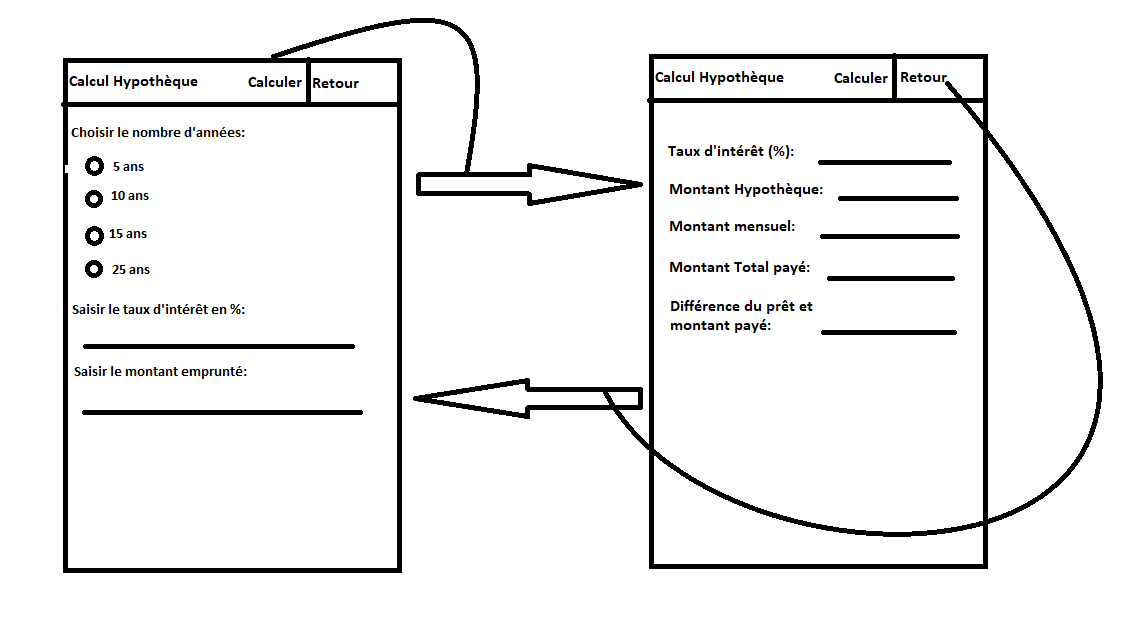 Calcul Hypothèque Calculer Retour
Choisir le nombre d'années:
5 ans
10 ans
15 ans
25 ans
Saisir le taux d'intérêt en %:
Saisir le montant emprunté:
Calcul Hypothèque Calculer Retour
Taux d'intérêt (%):
Montant Hypothèque:
Montant mensuel:
Montant Total payé:
Différence du prêt et
montant payé: